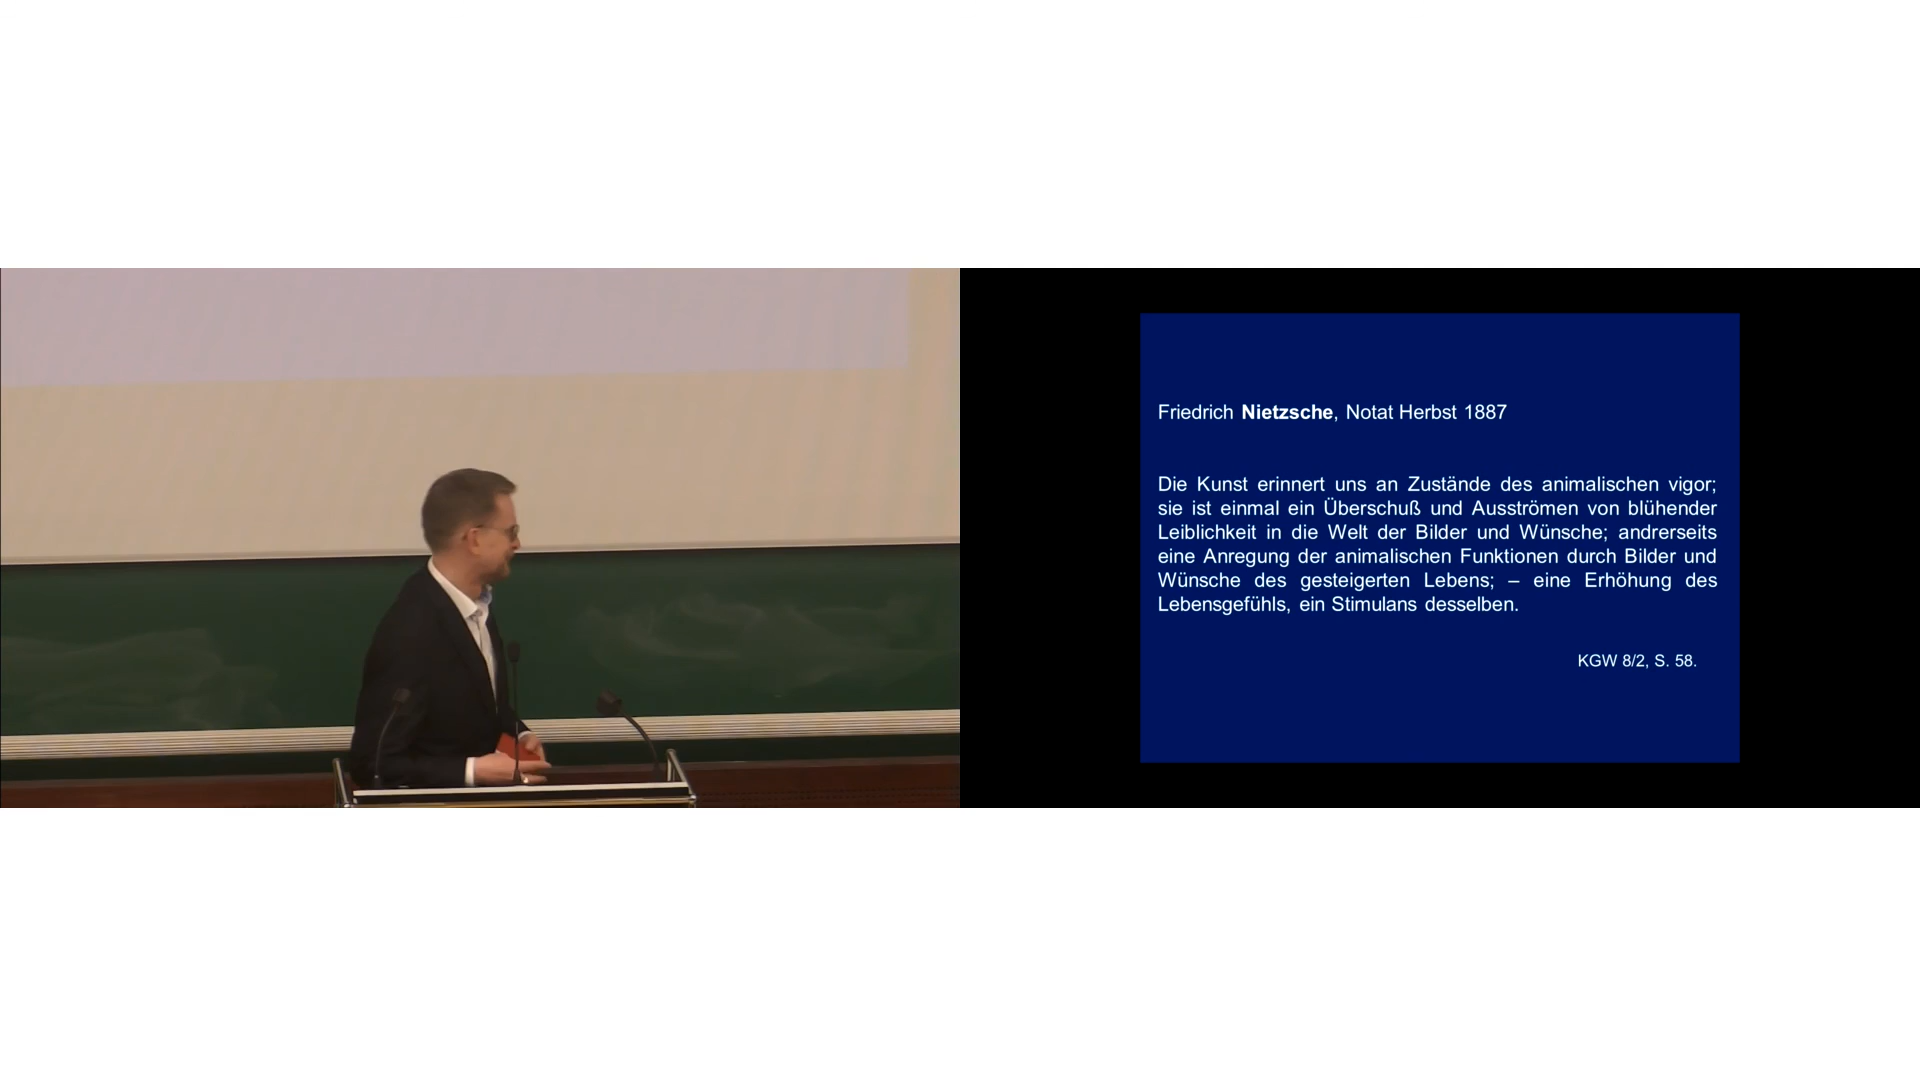 Friedrich Nietzsche, Notat Herbst 1887
Die Kunst erinnert uns an Zustände des animalischen vigor;
sie ist einmal ein Überschuß und Ausströmen von blühender
Leiblichkeit in die Welt der Bilder und Wünsche; andrerseits
eine Anregung der animalischen Funktionen durch Bilder und
Wünsche des gesteigerten Lebens; – eine Erhöhung des
Lebensgefühls, ein Stimulans desselben.
KGW 8/2, S. 58.